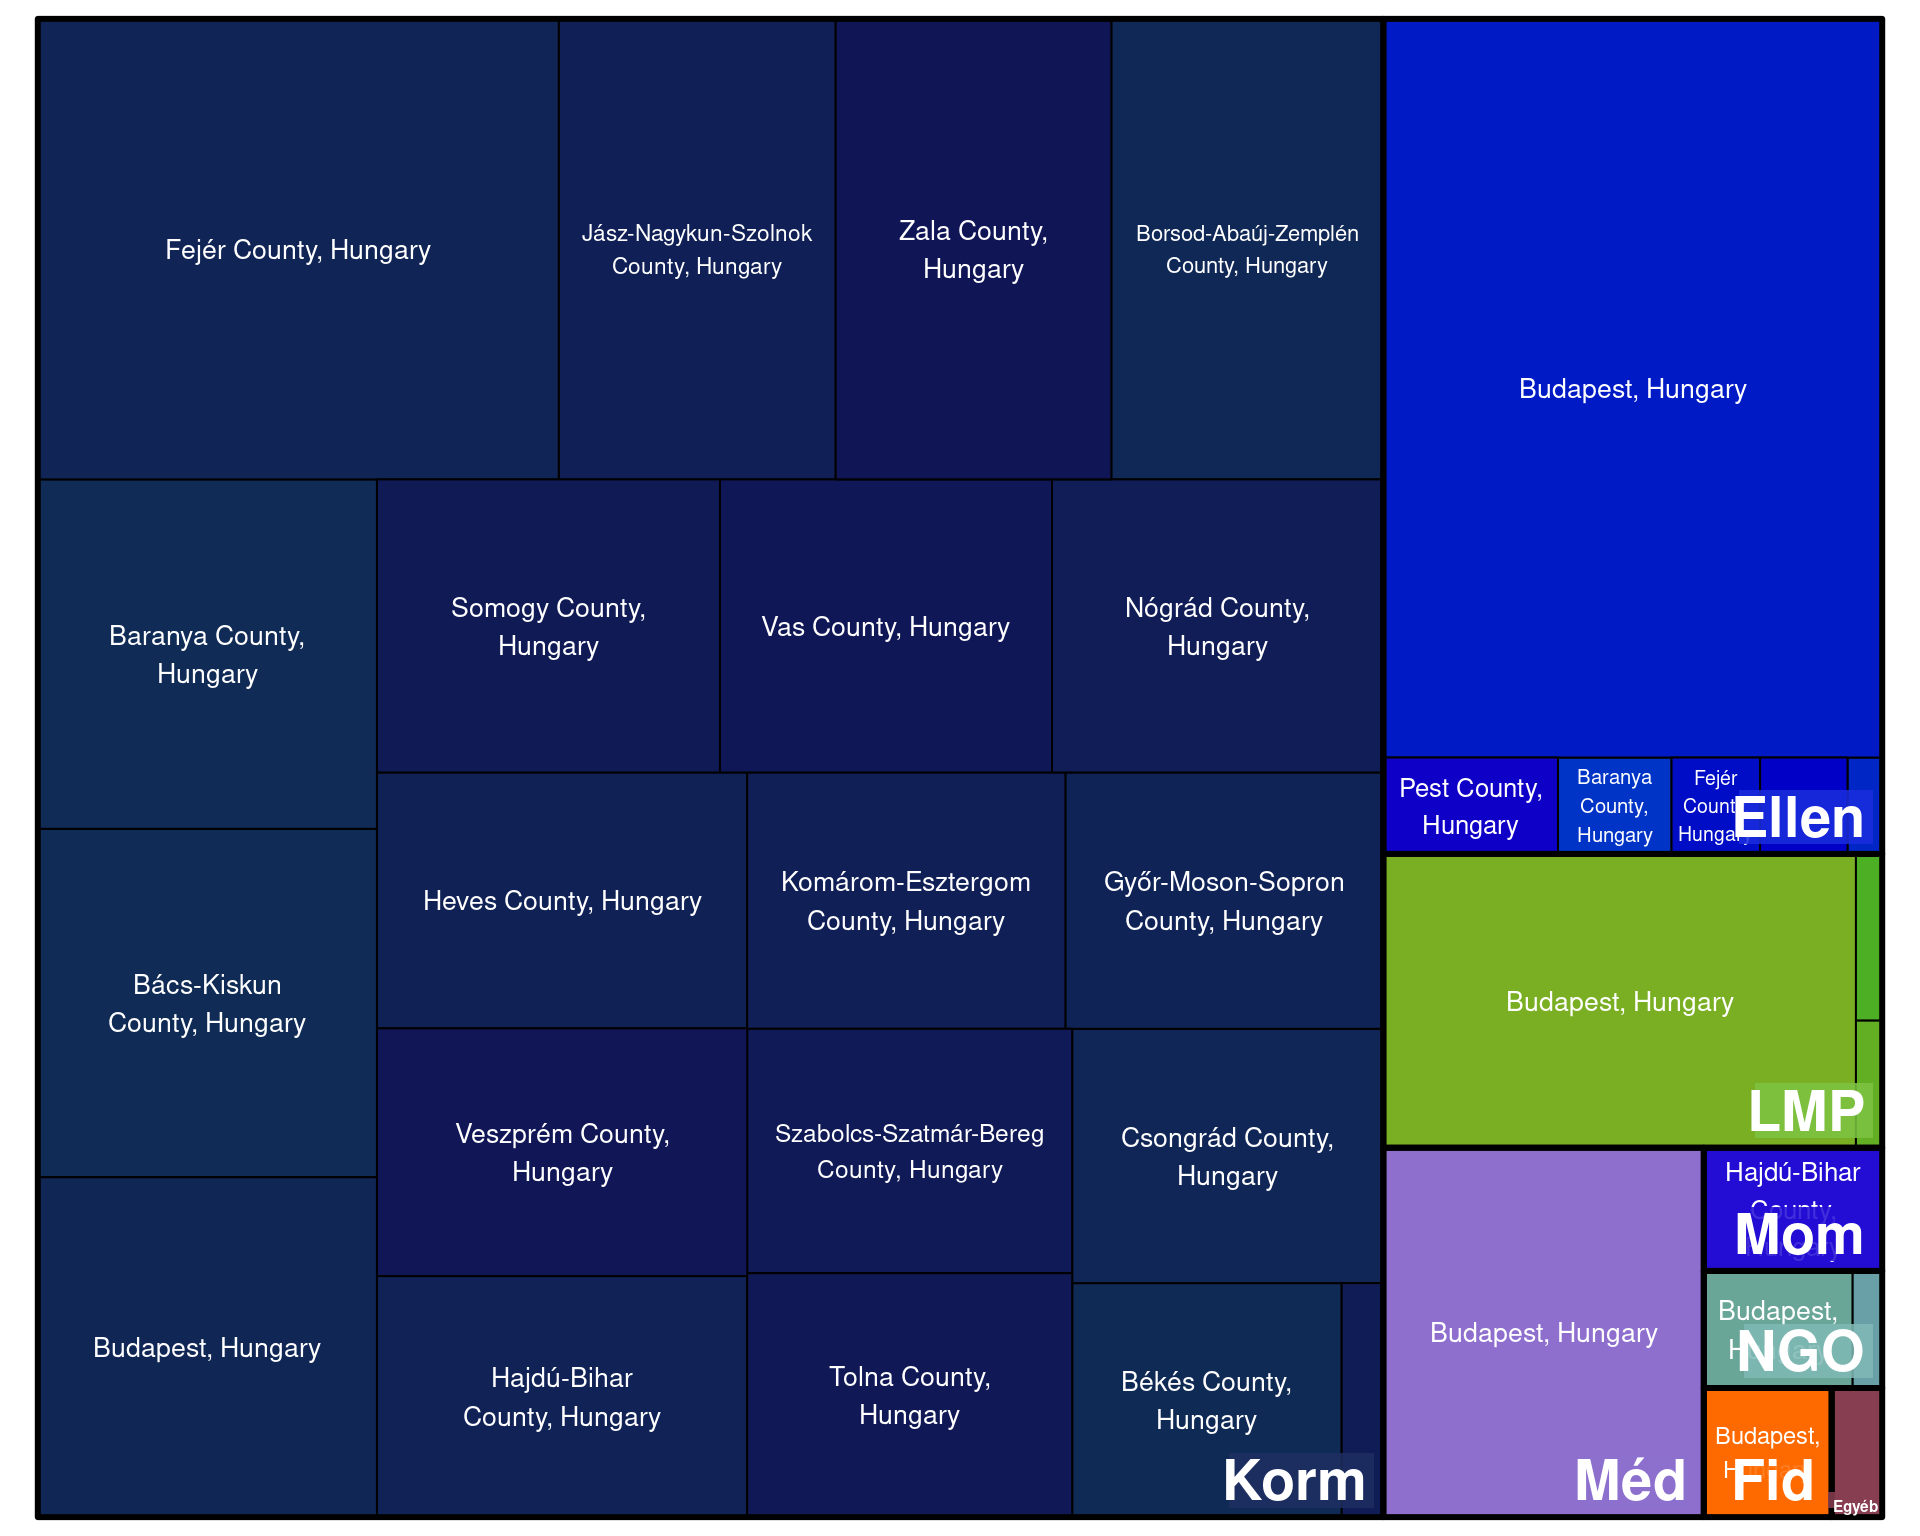 Fejér County, Hungary
Jász-Nagykun-Szolnok
County, Hungary
Zala County,
Hungary
Borsod-Abaúj-Zemplén
County, Hungary
Baranya County,
Hungary
Somogy County,
Hungary
Vas County, Hungary
Nógrád County,
Hungary
Bács-Kiskun
County, Hungary
Heves County, Hungary
Komárom-Esztergom
County, Hungary
Győr-Moson-Sopron
County, Hungary
Veszprém County,
Hungary
Szabolcs-Szatmár-Bereg
County, Hungary
Csongrád County,
Hungary
Budapest, Hungary
Hajdú-Bihar
County, Hungary
Tolna County,
Hungary
Békés County,
Hungary
Korm
Budapest, Hungary
Pest County,
Hungary
Baranya
County,
Hungary
Fejér
County,
Hungary
Ellen
Budapest, Hungary
LMP
Budapest, Hungary
Méd
Hajdú-Bihar
County,
Mom
Budapest,
NGO
Budapest,
Fid
Egyéb